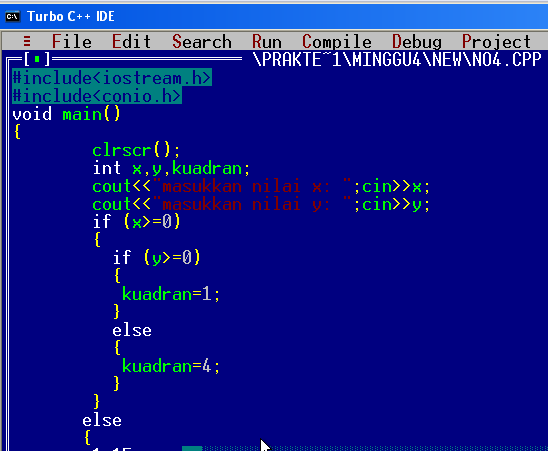 Turbo C++ IDE
≡ File Edit Search Run Compile Debug Project
[■] \PRAKTE~1\MINGGU4\NEW\NO4.CPP
#include<iostream.h>
#include<conio.h>
void main()
{
clrscr();
int x,y,kuadran;
cout<<"masukkan nilai x: ";cin>>x;
cout<<"masukkan nilai y: ";cin>>y;
if (x>=0)
{
if (y>=0)
{
kuadran=1;
}
else
{
kuadran=4;
}
}
else
{